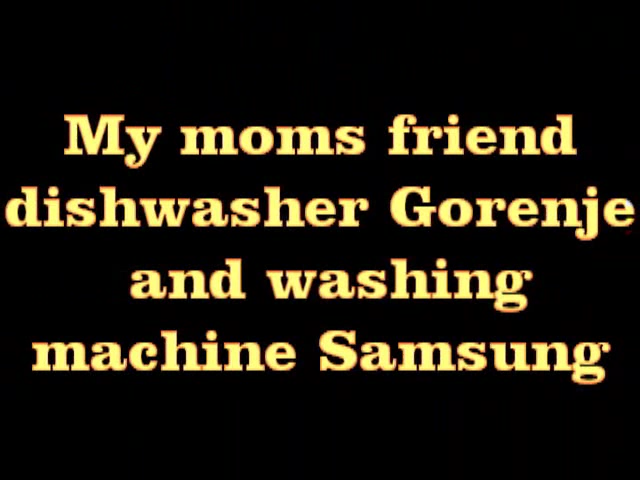 My moms friend
dishwasher Gorenje
and washing
machine Samsung